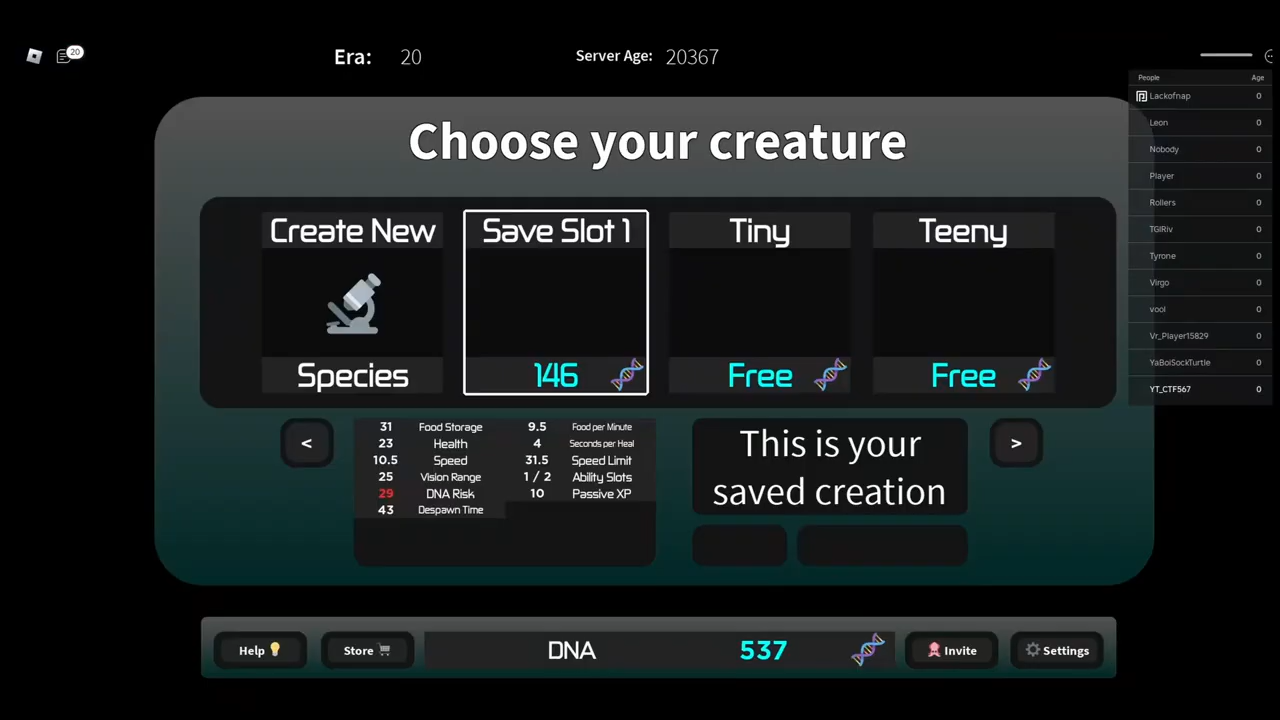 20
Era: 20
Server Age: 20367
People Age
Lackofnap 0
Leon 0
Nobody 0
Player 0
Rollers 0
TGIRiv 0
Tyrone 0
Virgo 0
vool 0
Vr_Player15829 0
YaBoiSockTurtle 0
YT_CTF567 0
Choose your creature
Create New
Species
Save Slot 1
146
Tiny
Free
Teeny
Free
<
31 Food Storage 9.5 Food per Minute
23 Health 4 Seconds per Heal
10.5 Speed 31.5 Speed Limit
25 Vision Range 1 / 2 Ability Slots
29 DNA Risk 10 Passive XP
43 Despawn Time
This is your
saved creation
>
Help
Store
DNA 537
Invite
Settings